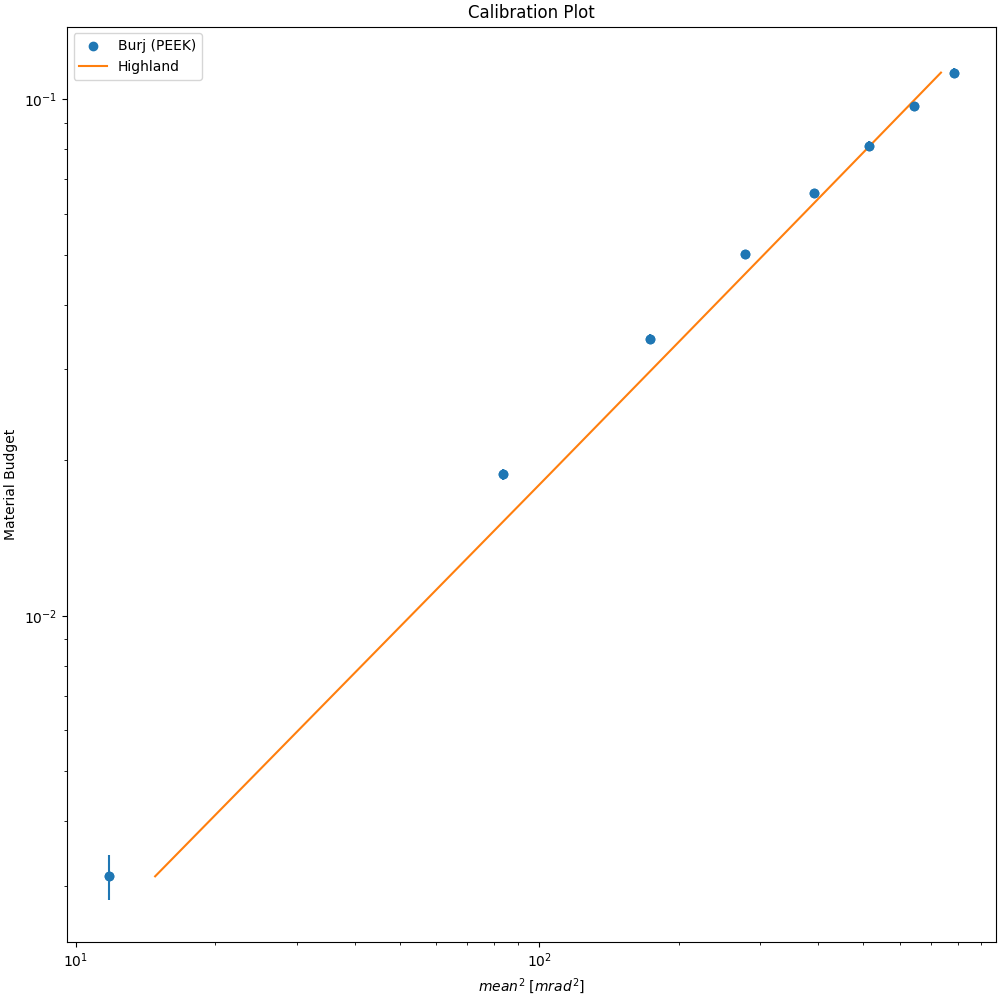 Calibration Plot
Burj (PEEK)
Highland
10⁻¹
10⁻²
Material Budget
10¹
10²
mean² [mrad²]